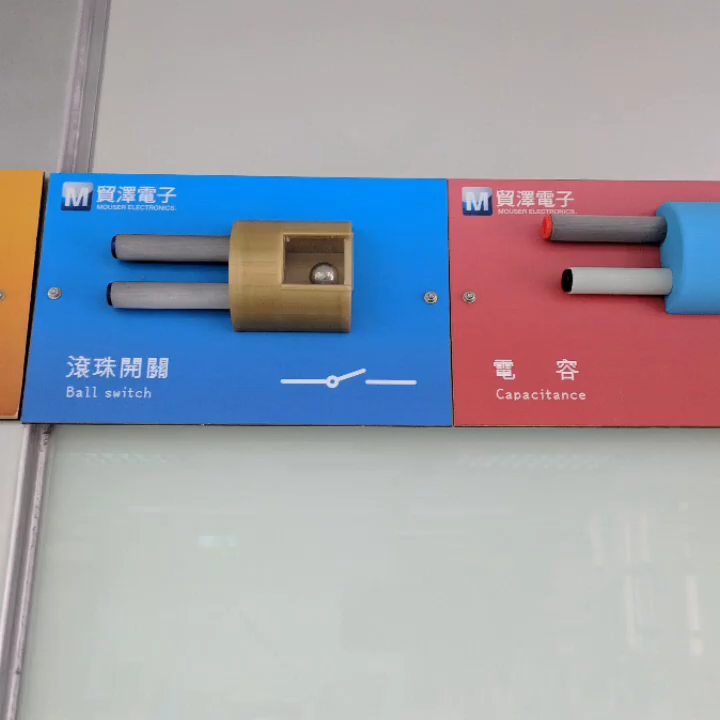 M 貿澤電子
MOUSER ELECTRONICS
滾珠開關
Ball switch
M 貿澤電子
MOUSER ELECTRONICS
電 容
Capacitance